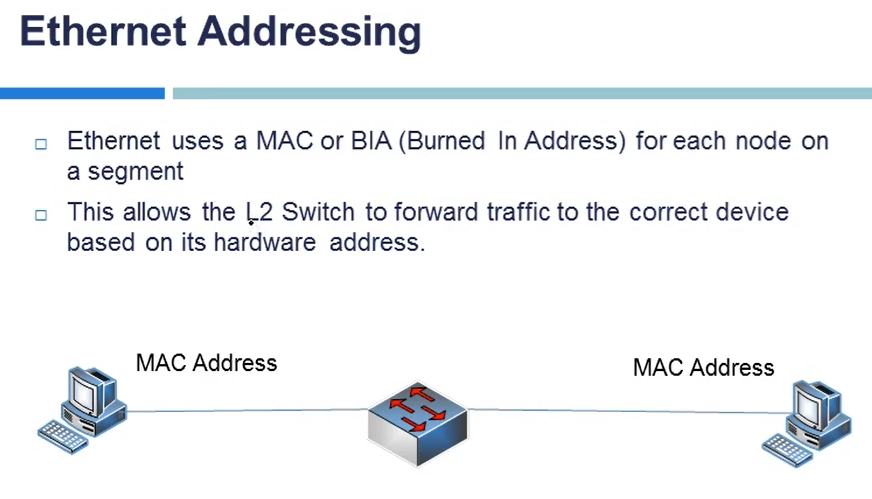 Ethernet Addressing
Ethernet uses a MAC or BIA (Burned In Address) for each node on
a segment
This allows the L2 Switch to forward traffic to the correct device
based on its hardware address.
MAC Address
MAC Address